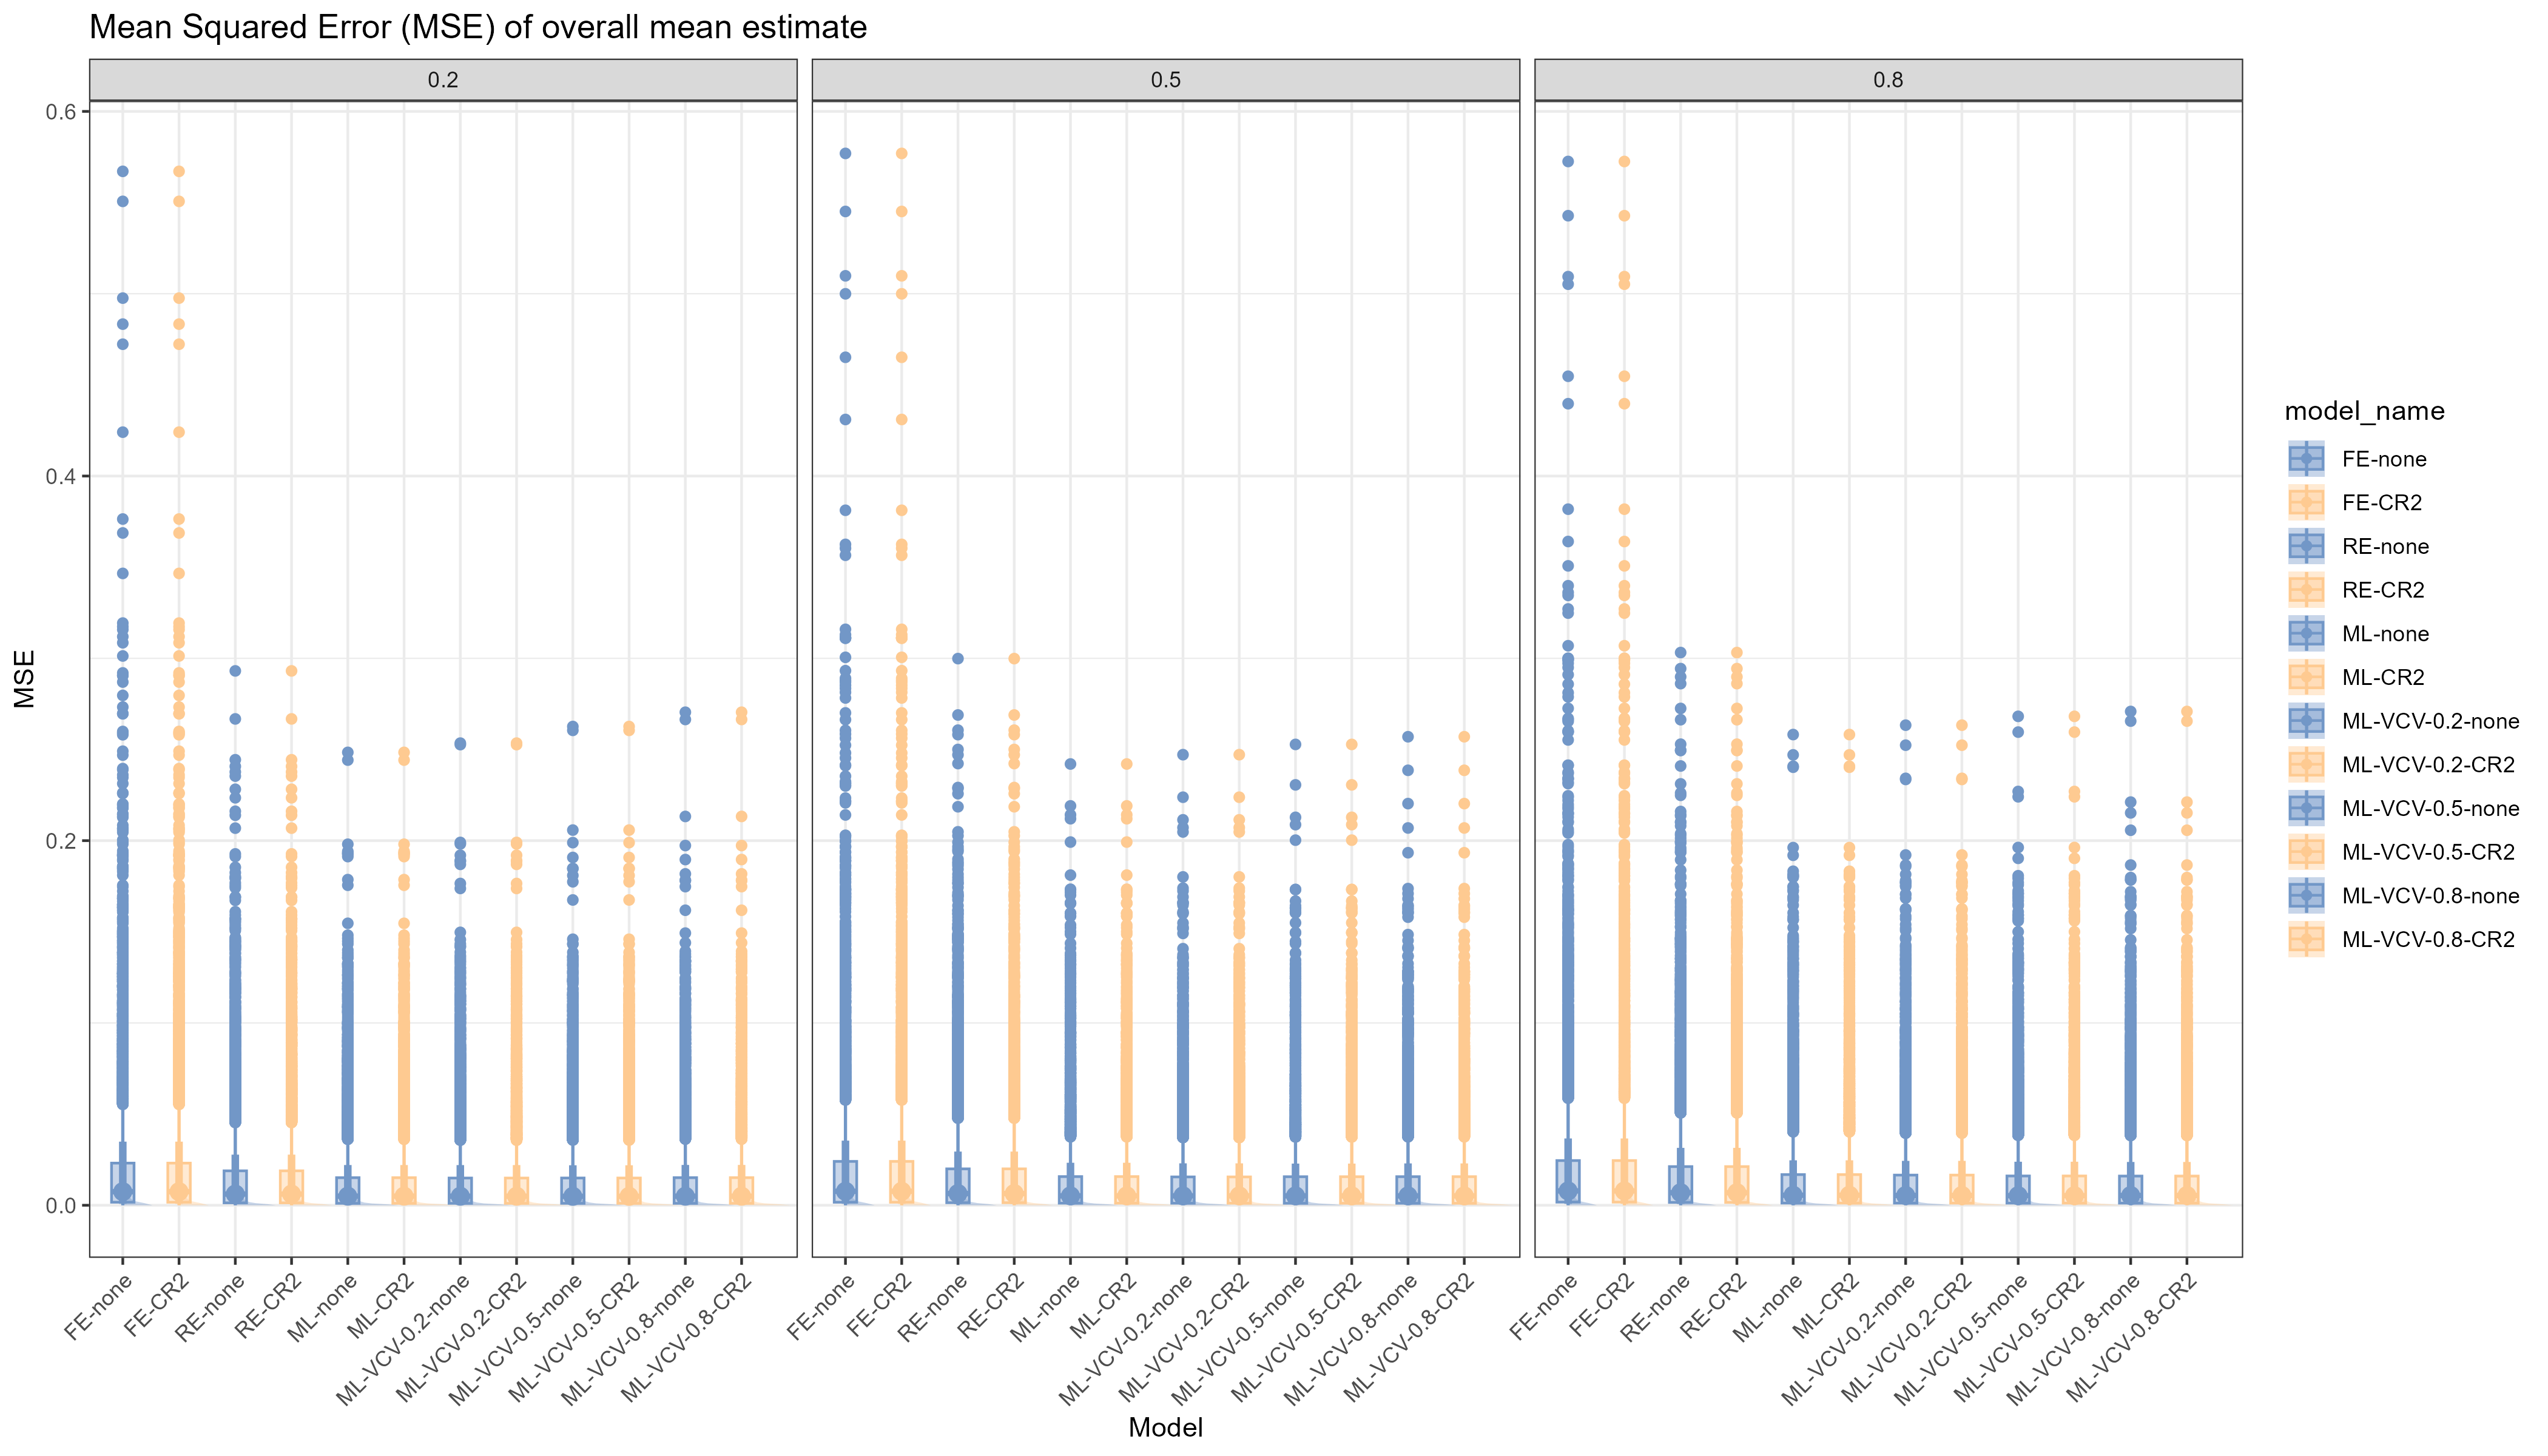 Mean Squared Error (MSE) of overall mean estimate
0.2
0.5
0.8
MSE
0.6
0.4
0.2
0.0
FE-none
FE-CR2
RE-none
RE-CR2
ML-none
ML-CR2
ML-VCV-0.2-none
ML-VCV-0.2-CR2
ML-VCV-0.5-none
ML-VCV-0.5-CR2
ML-VCV-0.8-none
ML-VCV-0.8-CR2
FE-none
FE-CR2
RE-none
RE-CR2
ML-none
ML-CR2
ML-VCV-0.2-none
ML-VCV-0.2-CR2
ML-VCV-0.5-none
ML-VCV-0.5-CR2
ML-VCV-0.8-none
ML-VCV-0.8-CR2
FE-none
FE-CR2
RE-none
RE-CR2
ML-none
ML-CR2
ML-VCV-0.2-none
ML-VCV-0.2-CR2
ML-VCV-0.5-none
ML-VCV-0.5-CR2
ML-VCV-0.8-none
ML-VCV-0.8-CR2
Model
model_name
FE-none
FE-CR2
RE-none
RE-CR2
ML-none
ML-CR2
ML-VCV-0.2-none
ML-VCV-0.2-CR2
ML-VCV-0.5-none
ML-VCV-0.5-CR2
ML-VCV-0.8-none
ML-VCV-0.8-CR2